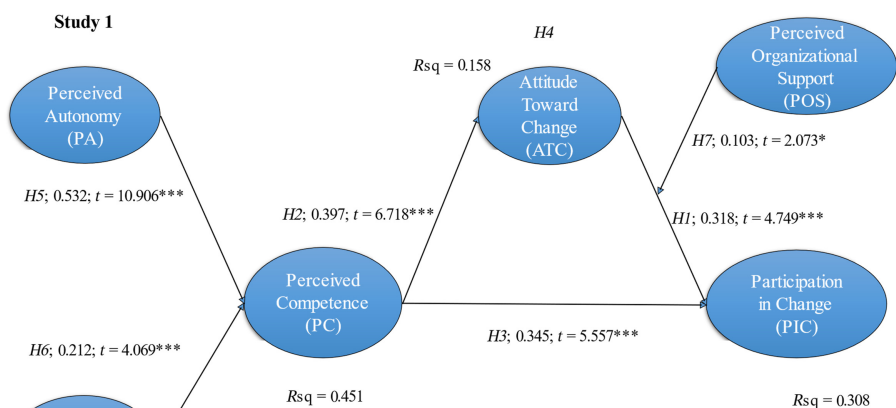 Study 1
H4
Perceived
Organizational
Support
(POS)
Rsq = 0.158
Perceived
Autonomy
(PA)
Attitude
Toward
Change
(ATC)
H7; 0.103; t = 2.073*
H5; 0.532; t = 10.906***
H2; 0.397; t = 6.718***
H1; 0.318; t = 4.749***
Perceived
Competence
(PC)
Participation
in Change
(PIC)
H3; 0.345; t = 5.557***
H6; 0.212; t = 4.069***
Rsq = 0.451
Rsq = 0.308